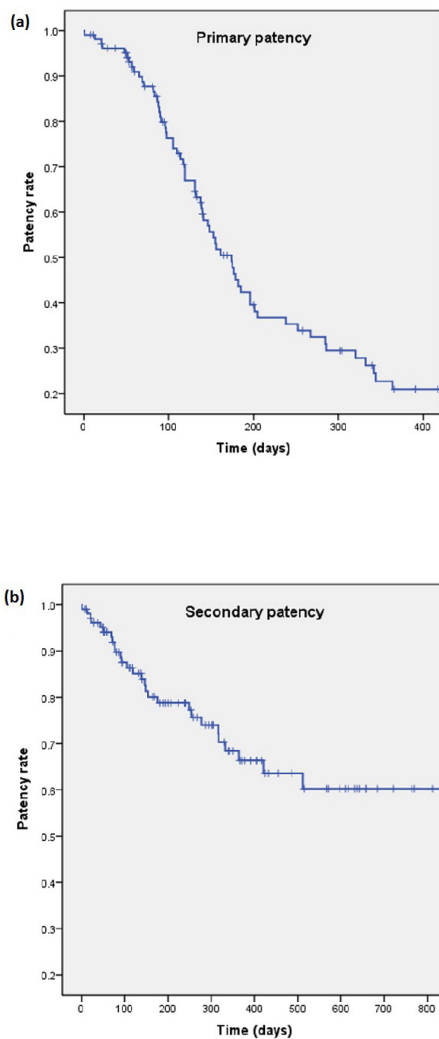 (a)
Primary patency
1.0
0.9
0.8
0.7
0.6
0.5
0.4
0.3
0.2
Patency rate
0 100 200 300 400
Time (days)
(b)
Secondary patency
1.0
0.9
0.8
0.7
0.6
0.5
0.4
0.3
0.2
Patency rate
0 100 200 300 400 500 600 700 800
Time (days)